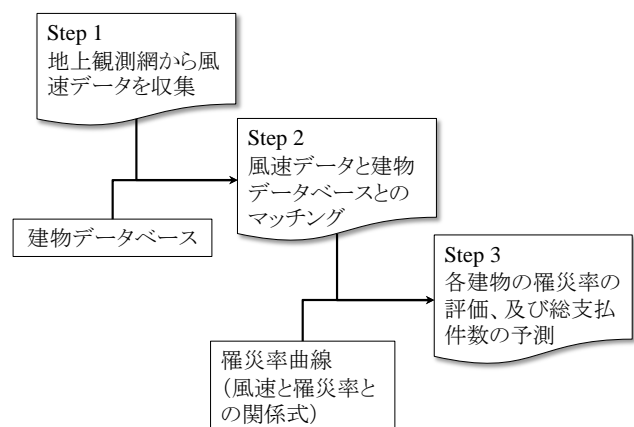 Step 1
地上観測網から風
速データを収集
Step 2
風速データと建物
データベースとの
マッチング
建物データベース
Step 3
各建物の罹災率の
評価、及び総支払
件数の予測
罹災率曲線
（風速と罹災率と
の関係式）